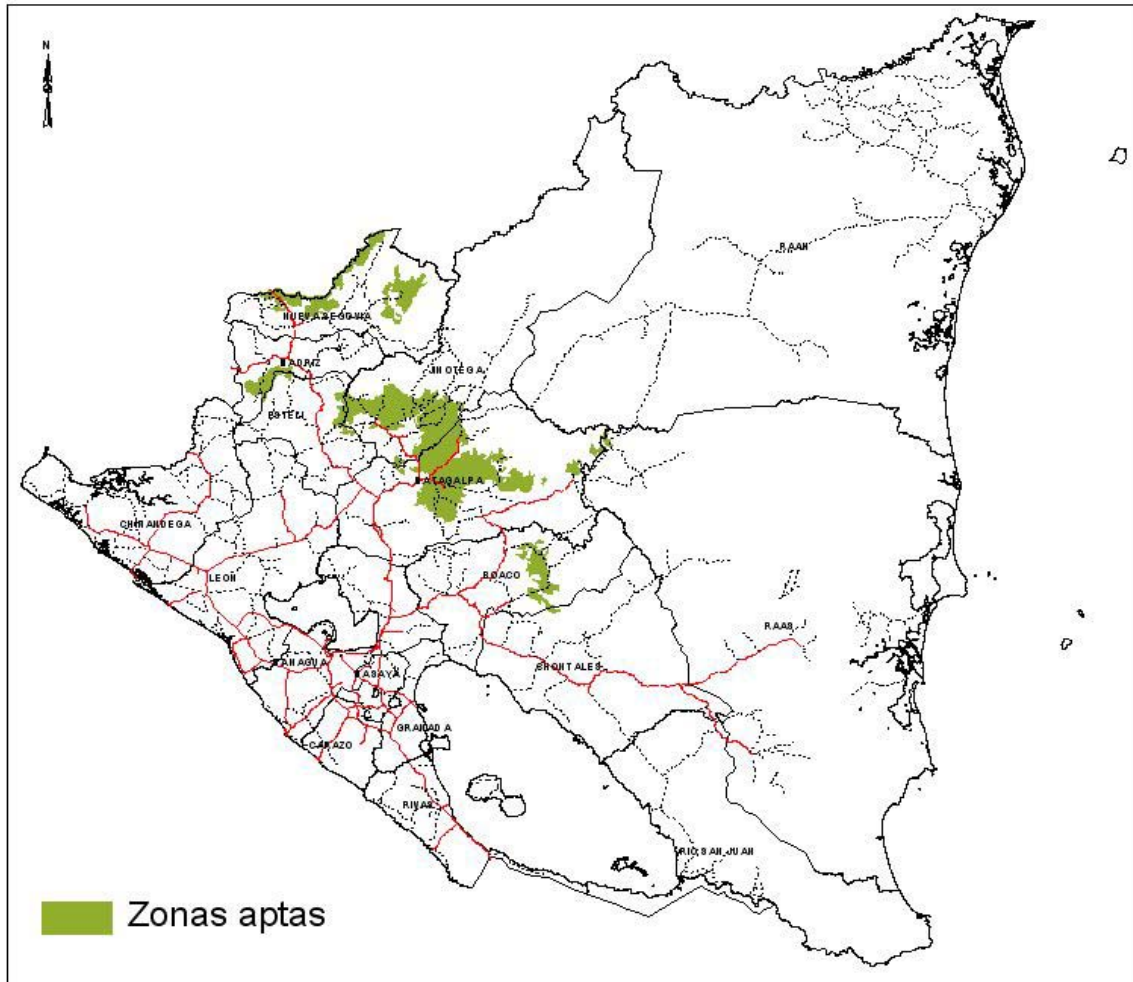 N
RAAN
NUEVA SEGOVIA
MADRIZ
JINOTEGA
ESTELI
MATAGALPA
CHINANDEGA
LEON
BOACO
RAAS
MANAGUA
MASAYA
CHONTALES
GRANADA
CARAZO
RIVAS
RIO SAN JUAN
Zonas aptas